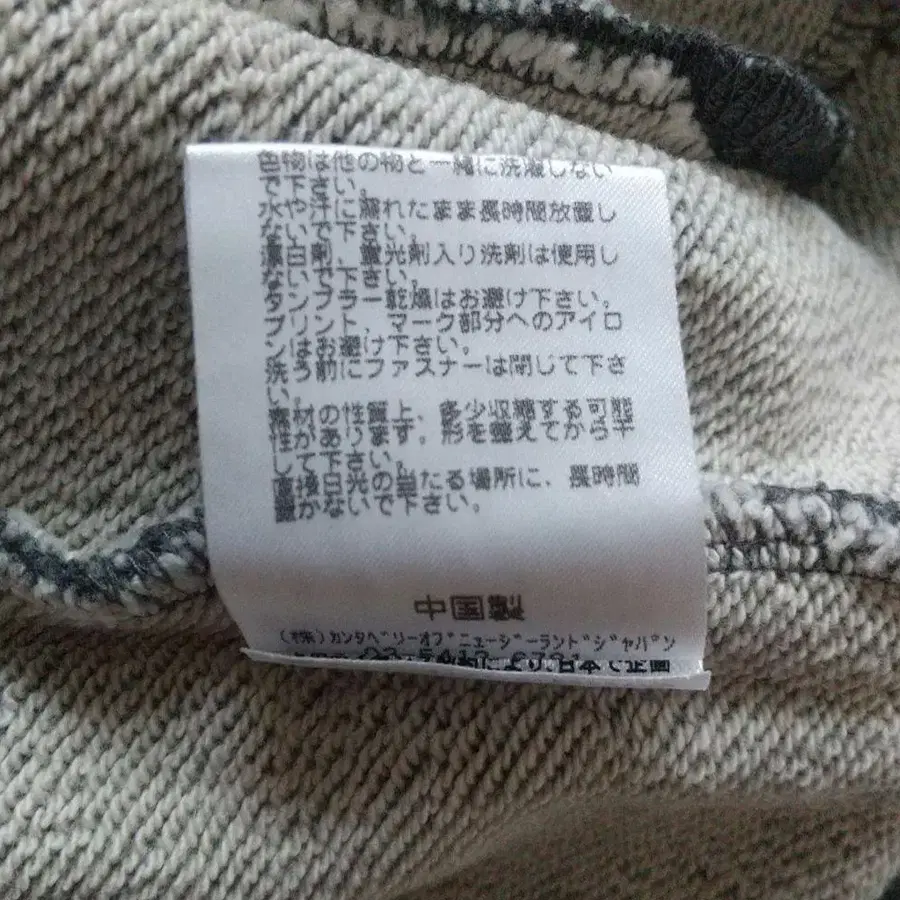 色物は他の物と一緒に洗濯しない
で下さい。
水や汗に濡れたまま長時間放置し
ないで下さい。
漂白剤、蛍光剤入り洗剤は使用し
ないで下さい。
タンブラー乾燥はお避け下さい。
プリント、マーク部分へのアイロ
ンはお避け下さい。
洗う前にファスナーは閉じて下さ
い。
素材の性質上、多少収縮する可能
性があります。形を整えてから干
して下さい。
直接日光の当たる場所に、長時間
置かないで下さい。
中国製
(株)ｶﾝﾀﾍﾞﾘｰｵﾌﾞﾆｭｰｼﾞｰﾗﾝﾄﾞｼﾞｬﾊﾟﾝ
により、日本で企画